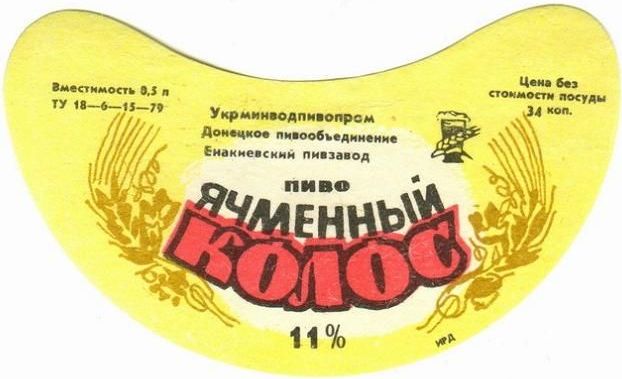 Вместимость 0,5 л
ТУ 18—6—15—79
Укрминводпивопром
Донецкое пивообъединение
Енакиевский пивзавод
Цена без
стоимости посуды
34 коп.
пиво
ЯЧМЕННЫЙ
КОЛОС
11%
ИРД